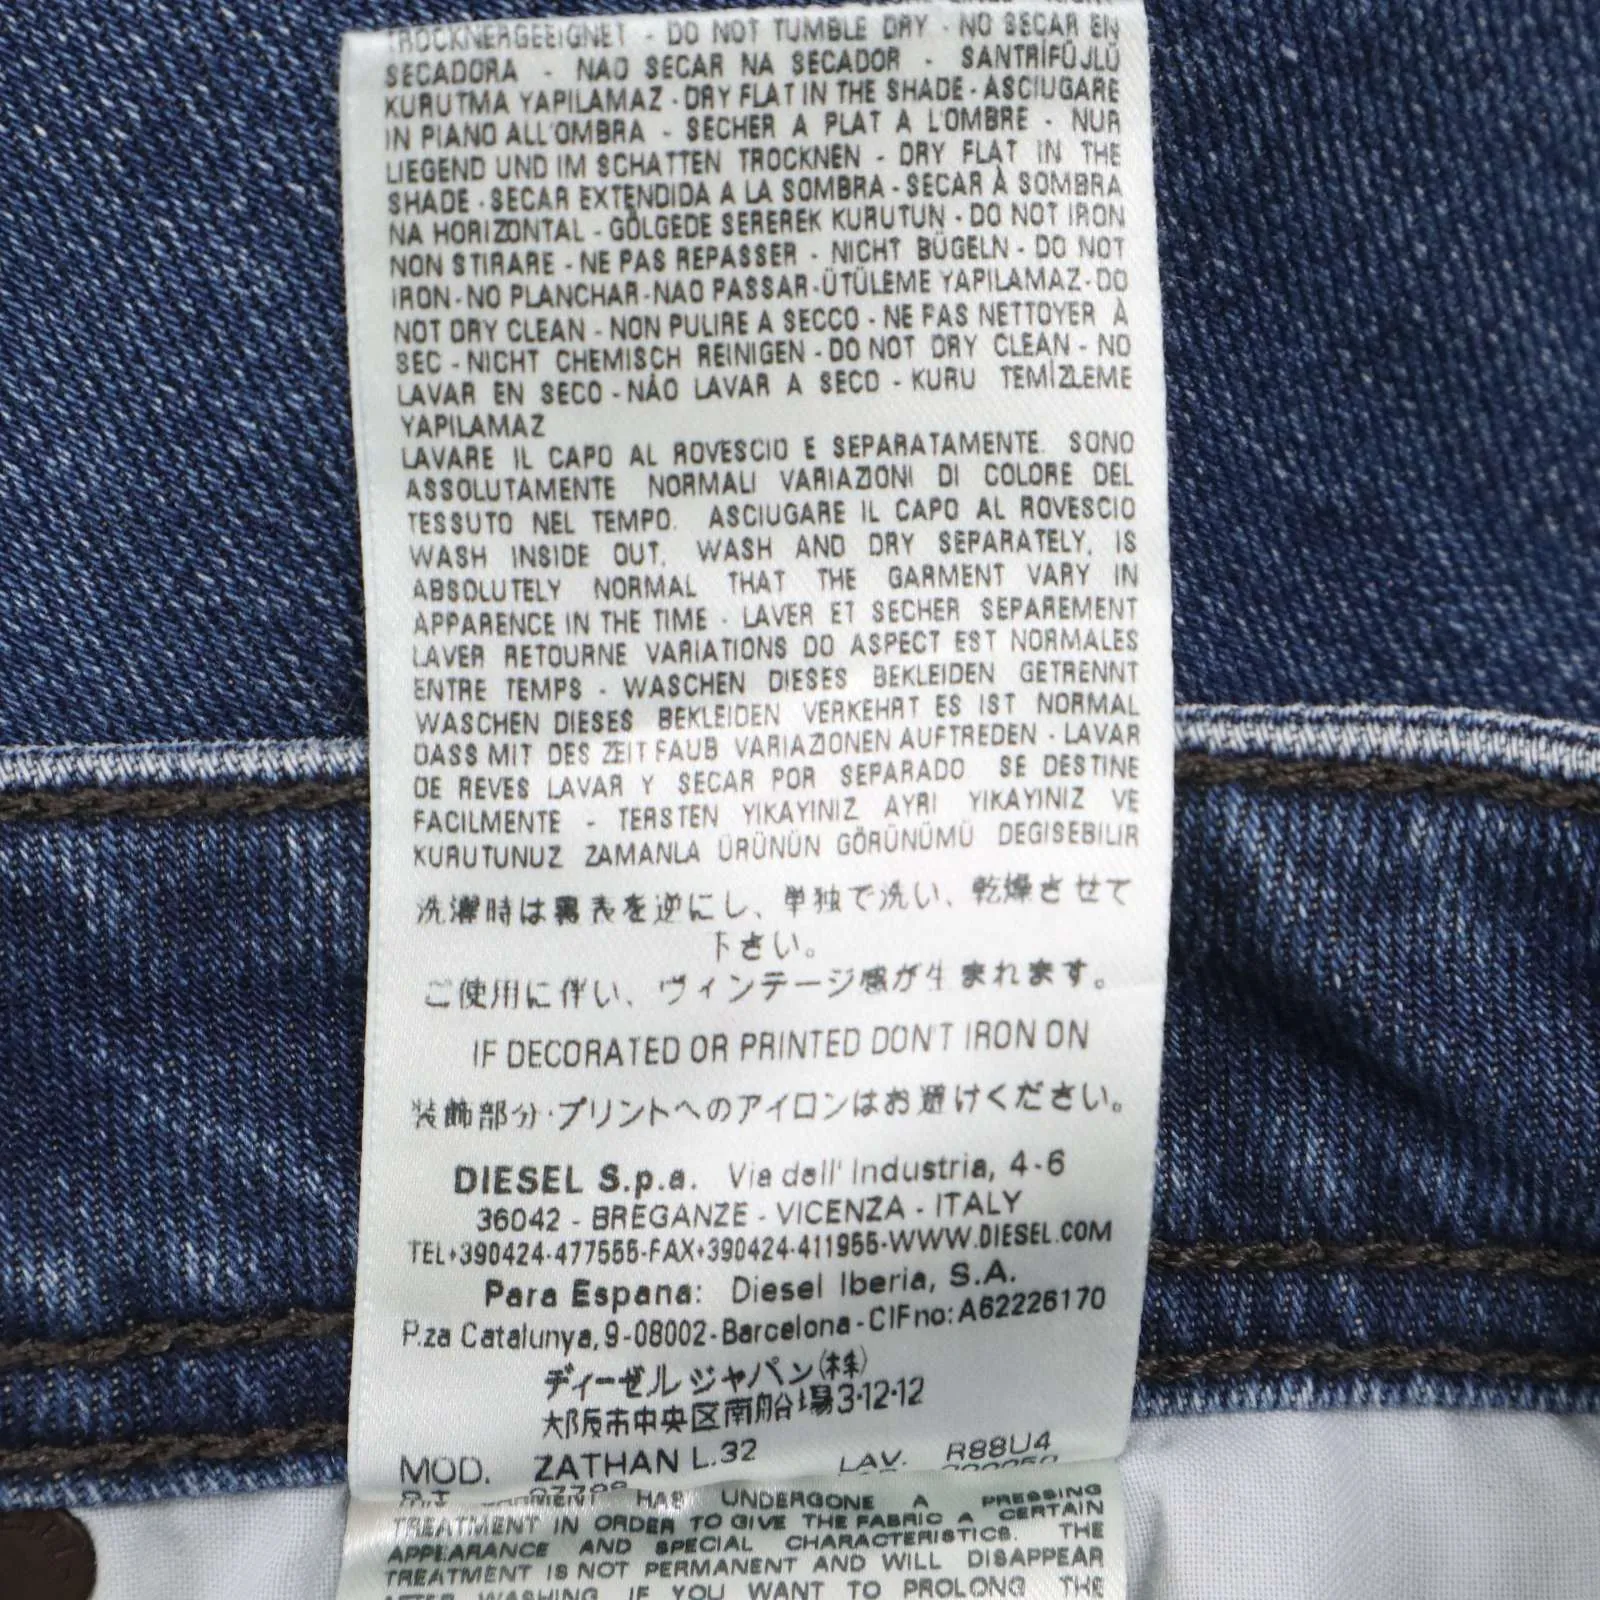 TROCKNERGEEIGNET - DO NOT TUMBLE DRY - NO SECAR EN
SECADORA - NAO SECAR NA SECADOR - SANTRİFÜJLÜ
KURUTMA YAPILAMAZ - DRY FLAT IN THE SHADE - ASCIUGARE
IN PIANO ALL'OMBRA - SECHER A PLAT A L'OMBRE - NUR
LIEGEND UND IM SCHATTEN TROCKNEN - DRY FLAT IN THE
SHADE - SECAR EXTENDIDA A LA SOMBRA - SECAR À SOMBRA
NA HORIZONTAL - GÖLGEDE SEREREK KURUTUN - DO NOT IRON
NON STIRARE - NE PAS REPASSER - NICHT BÜGELN - DO NOT
IRON - NO PLANCHAR - NAO PASSAR - ÜTÜLEME YAPILAMAZ - DO
NOT DRY CLEAN - NON PULIRE A SECCO - NE PAS NETTOYER À
SEC - NICHT CHEMISCH REINIGEN - DO NOT DRY CLEAN - NO
LAVAR EN SECO - NÃO LAVAR A SECO - KURU TEMİZLEME
YAPILAMAZ
LAVARE IL CAPO AL ROVESCIO E SEPARATAMENTE. SONO
ASSOLUTAMENTE NORMALI VARIAZIONI DI COLORE DEL
TESSUTO NEL TEMPO. ASCIUGARE IL CAPO AL ROVESCIO
WASH INSIDE OUT. WASH AND DRY SEPARATELY, IS
ABSOLUTELY NORMAL THAT THE GARMENT VARY IN
APPARENCE IN THE TIME - LAVER ET SECHER SEPAREMENT
LAVER RETOURNE VARIATIONS DO ASPECT EST NORMALES
ENTRE TEMPS - WASCHEN DIESES BEKLEIDEN GETRENNT
WASCHEN DIESES BEKLEIDEN VERKEHRT ES IST NORMAL
DASS MIT DES ZEIT FAUB VARIAZIONEN AUFTREDEN - LAVAR
DE REVES LAVAR Y SECAR POR SEPARADO SE DESTINE
FACILMENTE - TERSTEN YIKAYINIZ AYRI YIKAYINIZ VE
KURUTUNUZ ZAMANLA ÜRÜNÜN GÖRÜNÜMÜ DEGISEBILIR
洗濯時は裏表を逆にし、単独で洗い、乾燥させて
下さい。
ご使用に伴い、ヴィンテージ感が生まれます。
IF DECORATED OR PRINTED DON'T IRON ON
装飾部分・プリントへのアイロンはお避けください。
DIESEL S.p.a. Via dell' Industria, 4-6
36042 - BREGANZE - VICENZA - ITALY
TEL+390424-477555-FAX+390424-411955-WWW.DIESEL.COM
Para Espana: Diesel Iberia, S.A.
P.za Catalunya, 9-08002-Barcelona-CIFno: A62226170
ディーゼル ジャパン(株)
大阪市中央区南船場3-12-12
MOD. ZATHAN L.32 LAV. R88U4
GARMENT HAS UNDERGONE A PRESSING
TREATMENT IN ORDER TO GIVE THE FABRIC A CERTAIN
APPEARANCE AND SPECIAL CHARACTERISTICS. THE
TREATMENT IS NOT PERMANENT AND WILL DISAPPEAR
AFTER WASHING. IF YOU WANT TO PROLONG THE